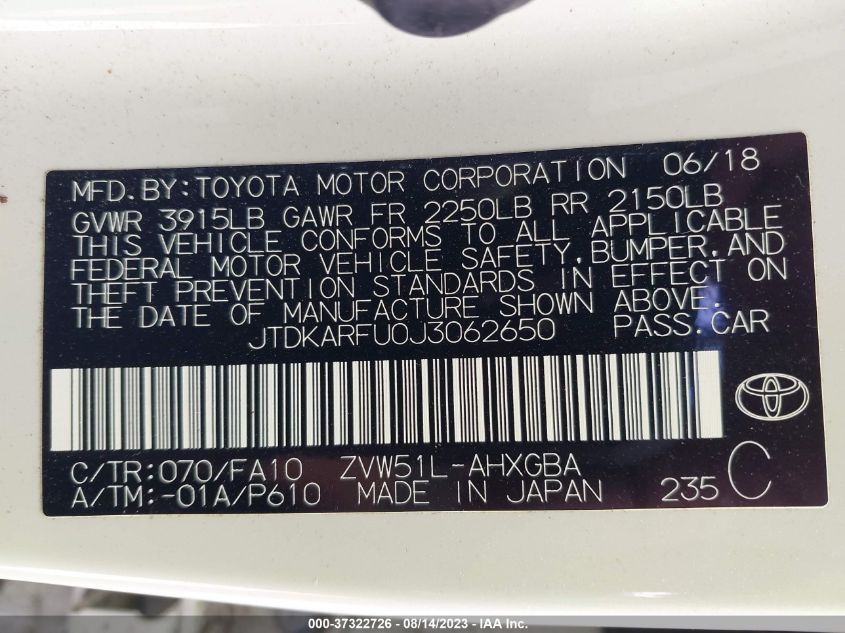 MFD.BY:TOYOTA MOTOR CORPORATION 06/18
GVWR 3915LB GAWR FR 2250LB RR 2150LB
THIS VEHICLE CONFORMS TO ALL APPLICABLE
FEDERAL MOTOR VEHICLE SAFETY,BUMPER,AND
THEFT PREVENTION STANDARDS IN EFFECT ON
THE DATE OF MANUFACTURE SHOWN ABOVE.
JTDKARFU0J3062650 PASS.CAR
C/TR:070/FA10 ZVW51L-AHXGBA
A/TM:-01A/P610 MADE IN JAPAN 235 C
000-37322726 - 08/14/2023 - IAA Inc.